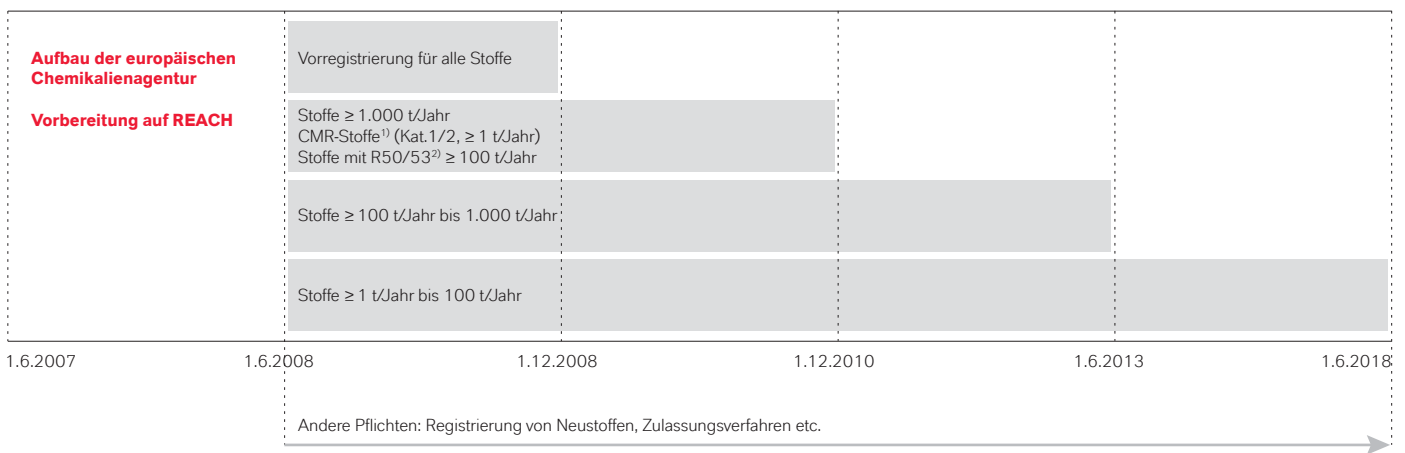 Aufbau der europäischen
Chemikalienagentur
Vorbereitung auf REACH
Vorregistrierung für alle Stoffe
Stoffe ≥ 1.000 t/Jahr
CMR-Stoffe¹⁾ (Kat.1/2, ≥ 1 t/Jahr)
Stoffe mit R50/53²⁾ ≥ 100 t/Jahr
Stoffe ≥ 100 t/Jahr bis 1.000 t/Jahr
Stoffe ≥ 1 t/Jahr bis 100 t/Jahr
1.6.2007 1.6.2008 1.12.2008 1.12.2010 1.6.2013 1.6.2018
Andere Pflichten: Registrierung von Neustoffen, Zulassungsverfahren etc.